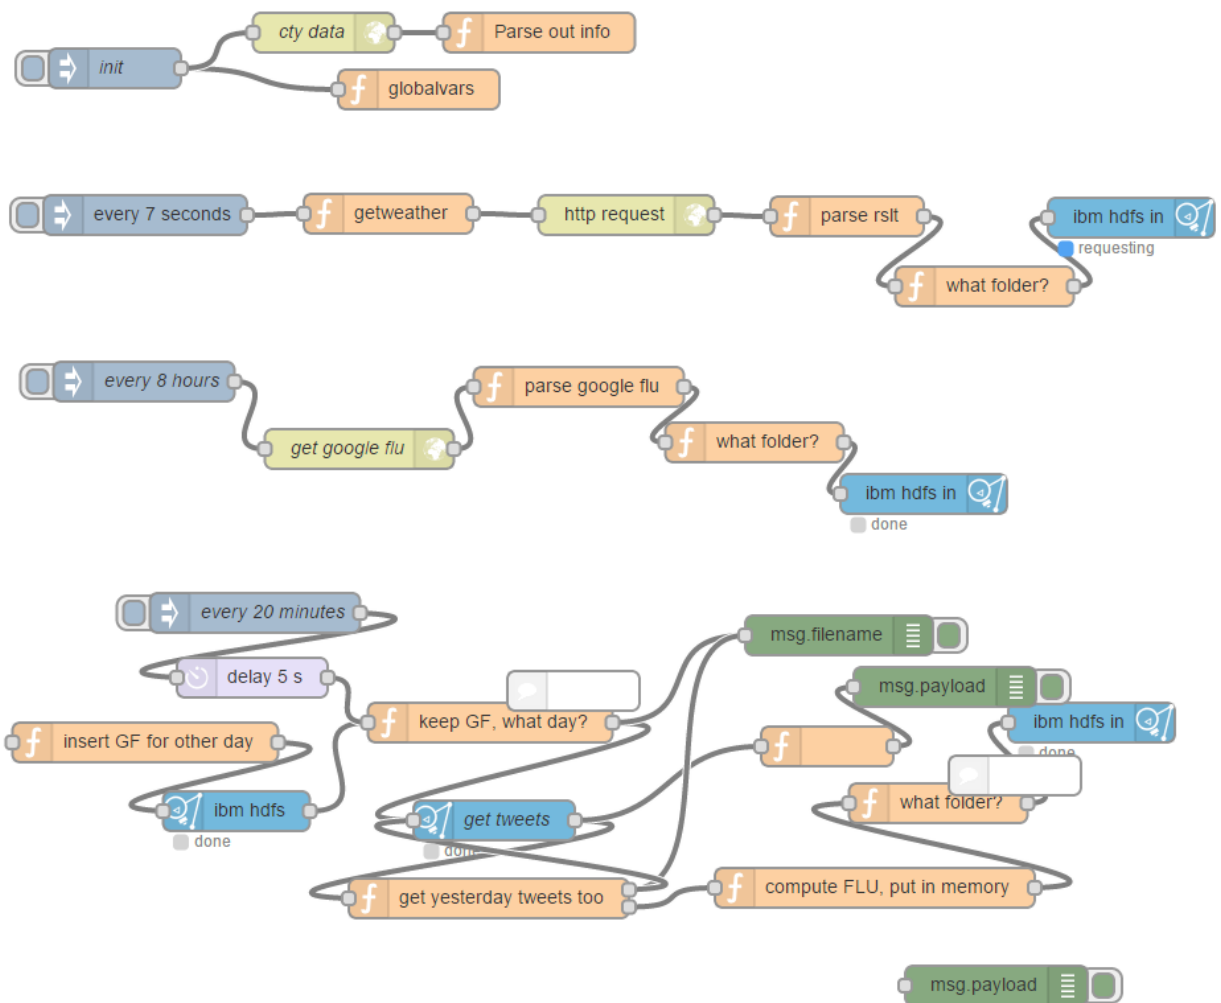 cty data
Parse out info
init
globalvars
every 7 seconds
getweather
http request
parse rslt
ibm hdfs in
requesting
what folder?
every 8 hours
parse google flu
get google flu
what folder?
ibm hdfs in
done
every 20 minutes
msg.filename
delay 5 s
msg.payload
keep GF, what day?
ibm hdfs in
insert GF for other day
done
ibm hdfs
get tweets
what folder?
done
done
get yesterday tweets too
compute FLU, put in memory
msg.payload